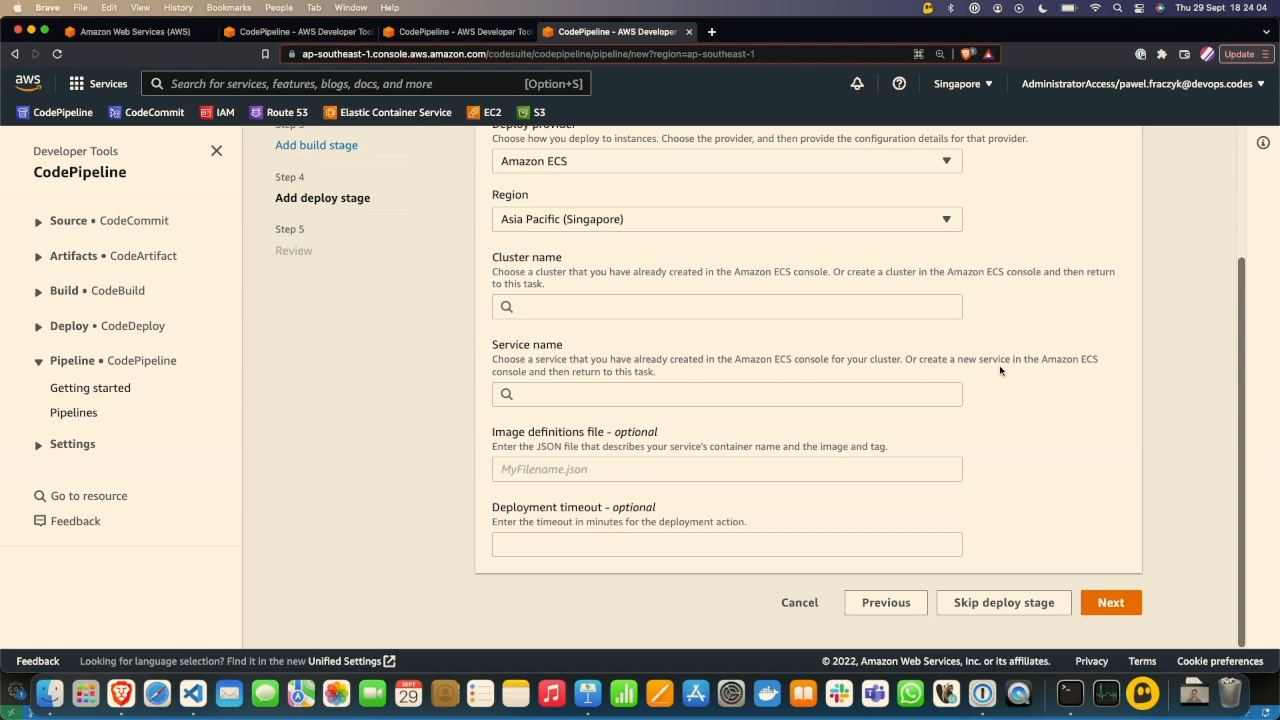 Brave File Edit View History Bookmarks People Tab Window Help Thu 29 Sept 18 24 04
Amazon Web Services (AWS)
CodePipeline - AWS Developer Tool
CodePipeline - AWS Developer Tool
CodePipeline - AWS Developer
ap-southeast-1.console.aws.amazon.com/codesuite/codepipeline/pipeline/new?region=ap-southeast-1
Update
aws Services Search for services, features, blogs, docs, and more [Option+S] Singapore AdministratorAccess/pawel.fraczyk@devops.codes
CodePipeline CodeCommit IAM Route 53 Elastic Container Service EC2 S3
Developer Tools
CodePipeline
Source • CodeCommit
Artifacts • CodeArtifact
Build • CodeBuild
Deploy • CodeDeploy
Pipeline • CodePipeline
Getting started
Pipelines
Settings
Go to resource
Feedback
Step 3
Add build stage
Step 4
Add deploy stage
Step 5
Review
Deploy provider
Choose how you deploy to instances. Choose the provider, and then provide the configuration details for that provider.
Amazon ECS
Region
Asia Pacific (Singapore)
Cluster name
Choose a cluster that you have already created in the Amazon ECS console. Or create a cluster in the Amazon ECS console and then return
to this task.
Service name
Choose a service that you have already created in the Amazon ECS console for your cluster. Or create a new service in the Amazon ECS
console and then return to this task.
Image definitions file - optional
Enter the JSON file that describes your service's container name and the image and tag.
MyFilename.json
Deployment timeout - optional
Enter the timeout in minutes for the deployment action.
Cancel Previous Skip deploy stage Next
Feedback Looking for language selection? Find it in the new Unified Settings © 2022, Amazon Web Services, Inc. or its affiliates. Privacy Terms Cookie preferences
SEPT
29